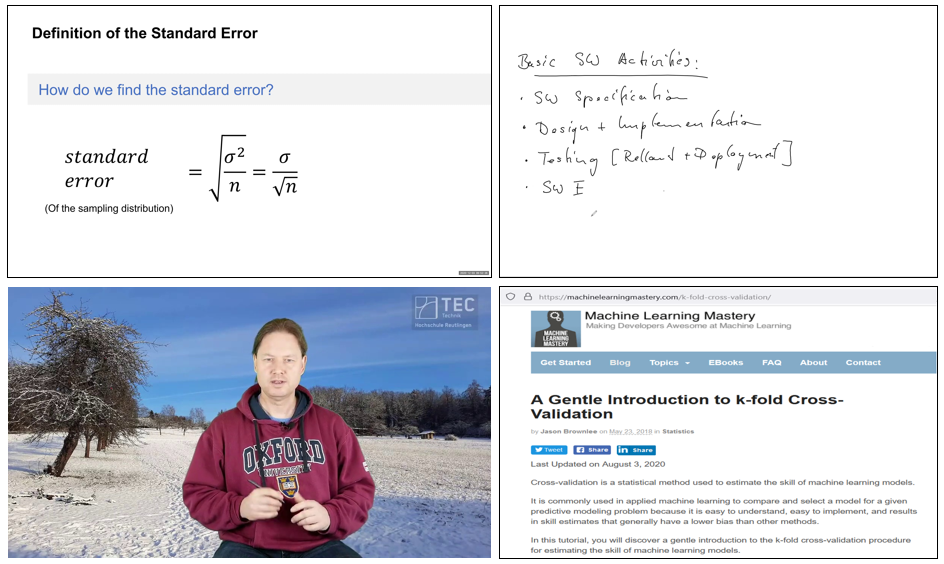 Definition of the Standard Error
How do we find the standard error?
standard
error
= √(σ²/n) = σ/√n
(Of the sampling distribution)
Basic SW Activities:
· SW Specification
· Design + Implementation
· Testing [Rollout + Deployment]
· SW E
TEC
Technik
Hochschule Reutlingen
OXFORD
UNIVERSITY
https://machinelearningmastery.com/k-fold-cross-validation/
MACHINE
LEARNING
MASTERY
Machine Learning Mastery
Making Developers Awesome at Machine Learning
Get Started Blog Topics EBooks FAQ About Contact
A Gentle Introduction to k-fold Cross-
Validation
by Jason Brownlee on May 23, 2018 in Statistics
Tweet Share Share
Last Updated on August 3, 2020
Cross-validation is a statistical method used to estimate the skill of machine learning models.
It is commonly used in applied machine learning to compare and select a model for a given
predictive modeling problem because it is easy to understand, easy to implement, and results
in skill estimates that generally have a lower bias than other methods.
In this tutorial, you will discover a gentle introduction to the k-fold cross-validation procedure
for estimating the skill of machine learning models.